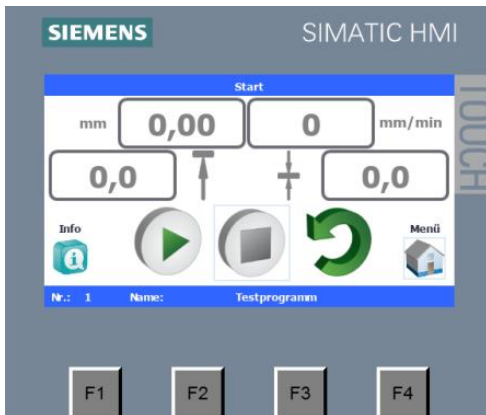 SIEMENS
SIMATIC HMI
TOUCH
Start
mm 0,00 0 mm/min
0,0 0,0
Info
Menü
Nr.: 1 Name: Testprogramm
F1 F2 F3 F4